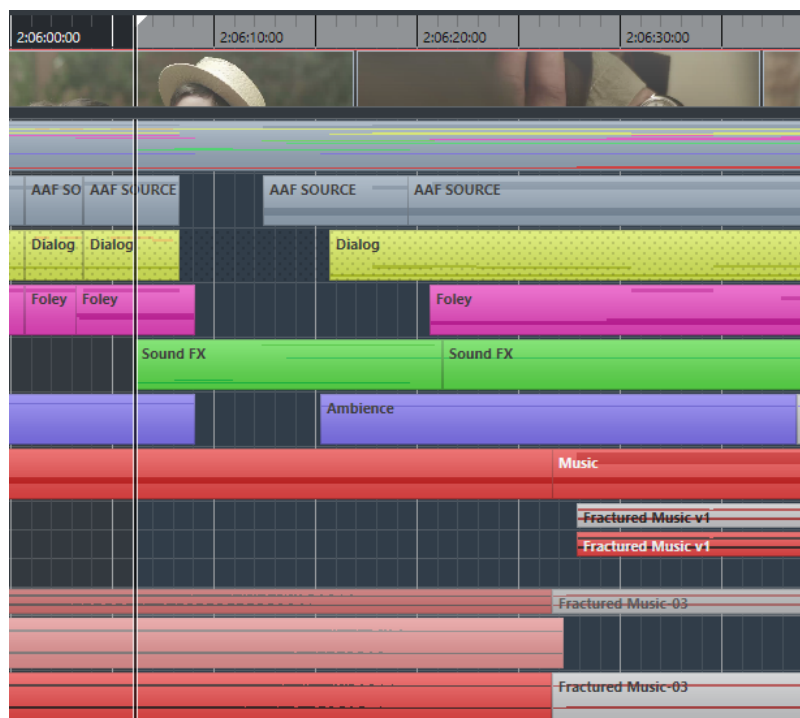 2:06:00:00 2:06:10:00 2:06:20:00 2:06:30:00
AAF SO AAF SOURCE AAF SOURCE AAF SOURCE
Dialog Dialog Dialog
Foley Foley Foley
Sound FX Sound FX
Ambience
Music
Fractured Music v1
Fractured Music v1
Fractured Music-03
Fractured Music-03